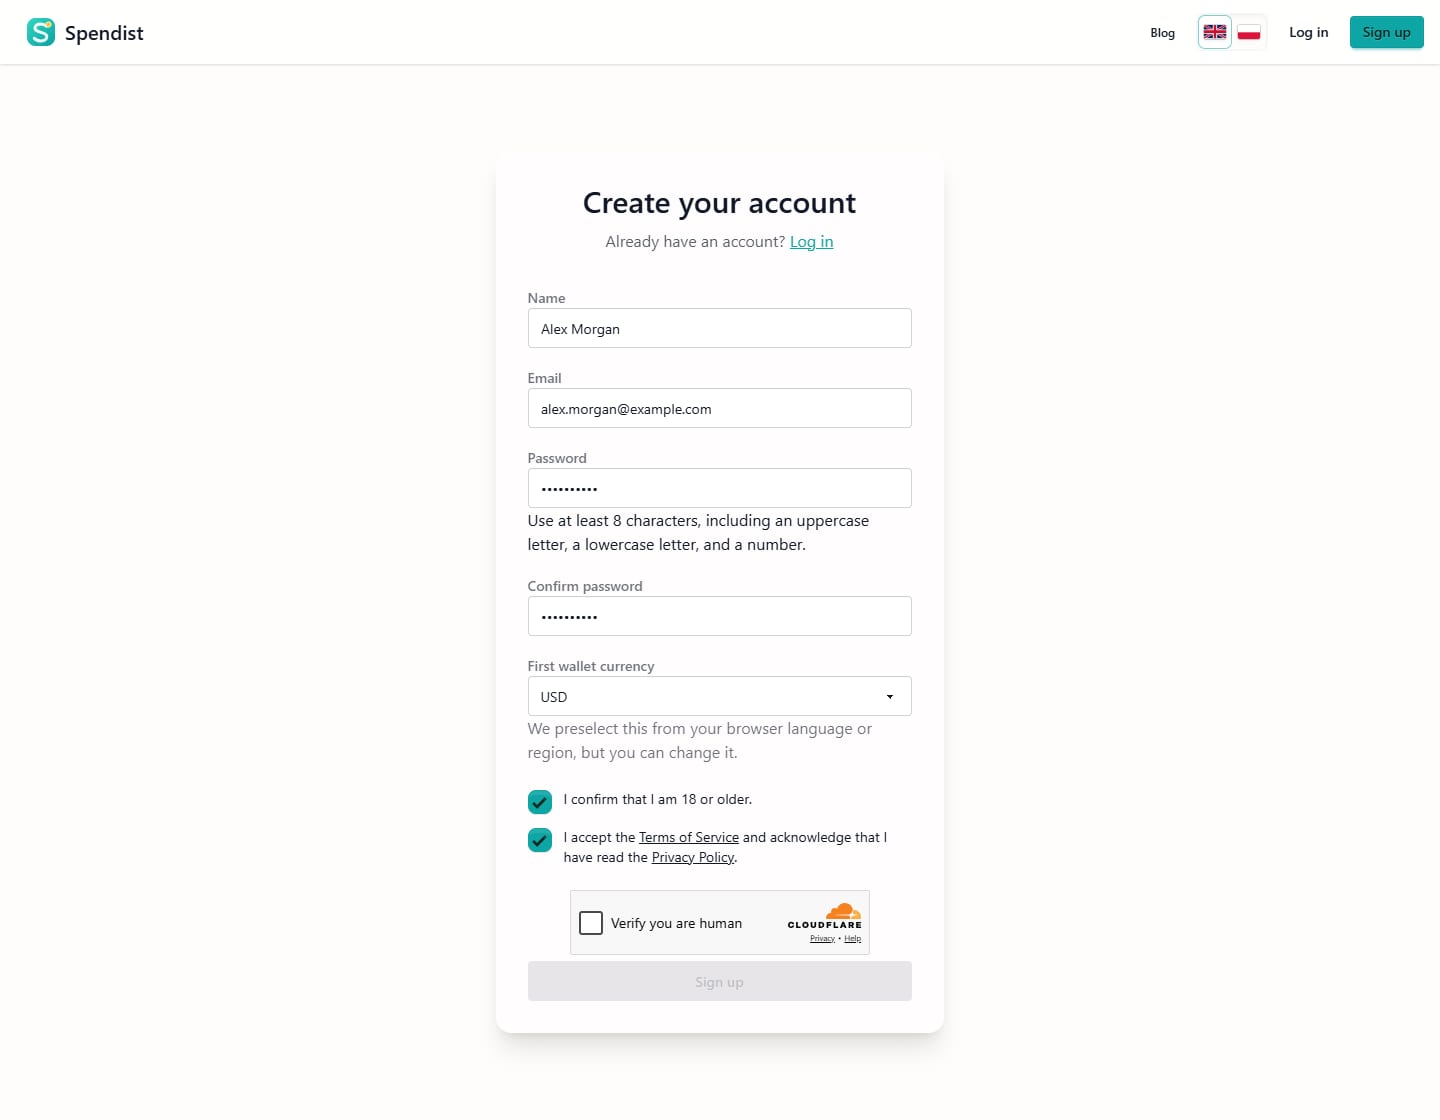 Spendist
Blog
Log in
Sign up
Create your account
Already have an account? Log in
Name
Alex Morgan
Email
alex.morgan@example.com
Password
••••••••••
Use at least 8 characters, including an uppercase
letter, a lowercase letter, and a number.
Confirm password
••••••••••
First wallet currency
USD
We preselect this from your browser language or
region, but you can change it.
I confirm that I am 18 or older.
I accept the Terms of Service and acknowledge that I
have read the Privacy Policy.
Verify you are human
CLOUDFLARE
Privacy • Help
Sign up